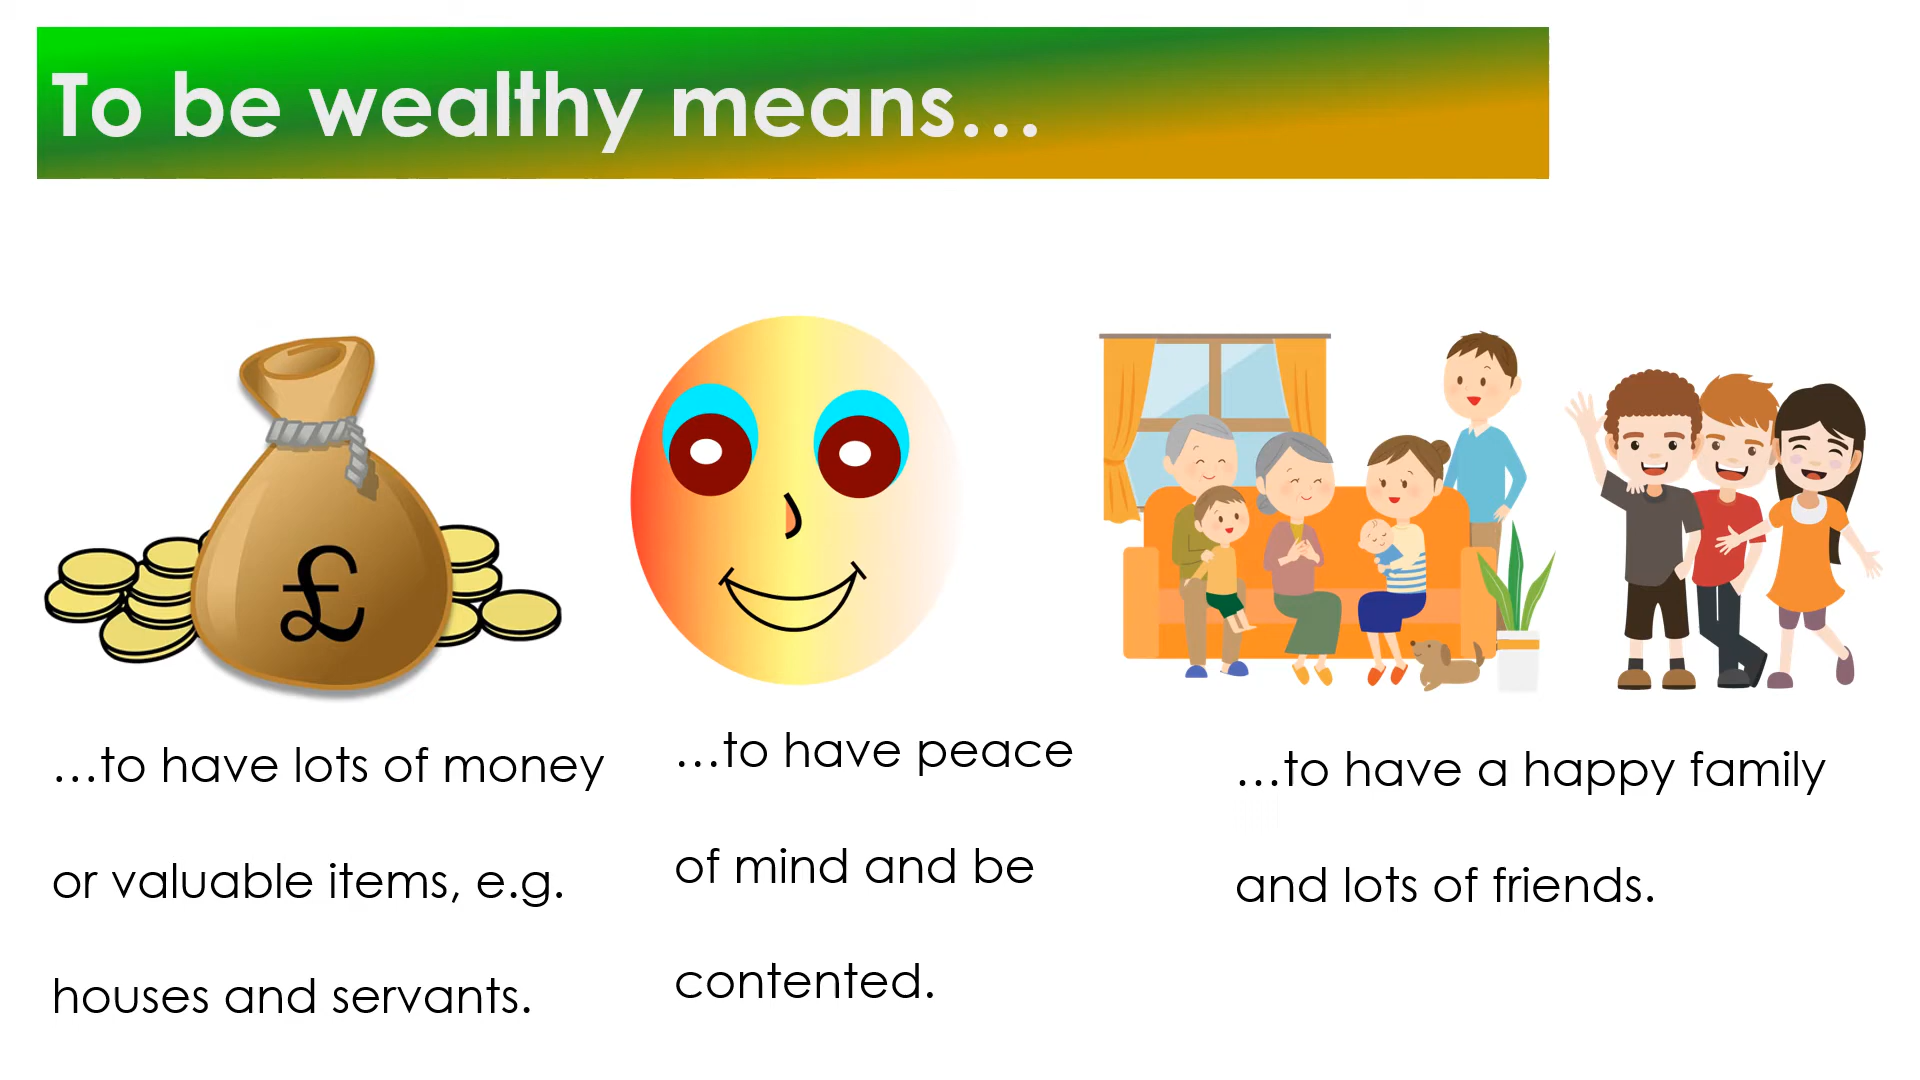 To be wealthy means…
£
…to have lots of money
or valuable items, e.g.
houses and servants.
…to have peace
of mind and be
contented.
…to have a happy family
and lots of friends.